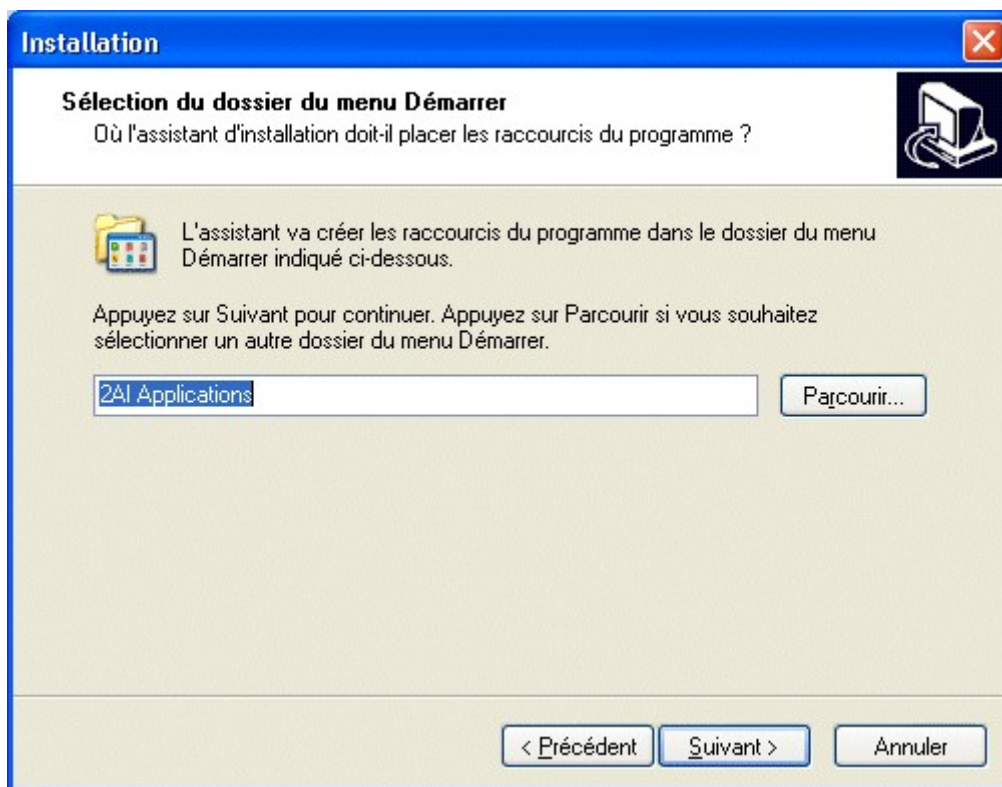 Installation
Sélection du dossier du menu Démarrer
Où l'assistant d'installation doit-il placer les raccourcis du programme ?
L'assistant va créer les raccourcis du programme dans le dossier du menu
Démarrer indiqué ci-dessous.
Appuyez sur Suivant pour continuer. Appuyez sur Parcourir si vous souhaitez
sélectionner un autre dossier du menu Démarrer.
2AI Applications
Parcourir...
< Précédent
Suivant >
Annuler